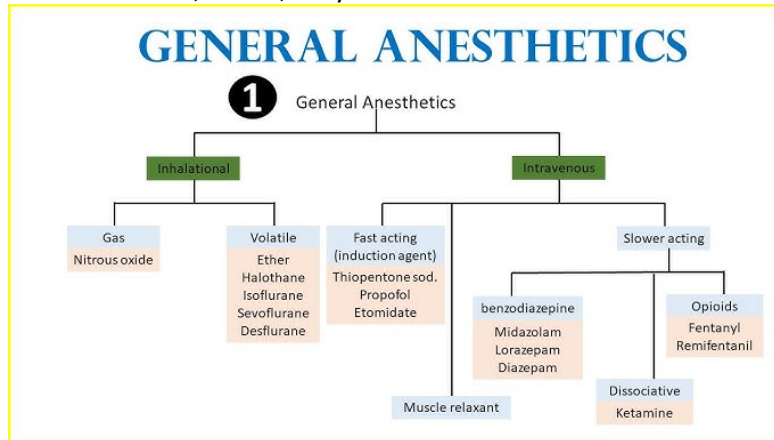 GENERAL ANESTHETICS
1 General Anesthetics
Inhalational
Intravenous
Gas
Nitrous oxide
Volatile
Ether
Halothane
Isoflurane
Sevoflurane
Desflurane
Fast acting
(induction agent)
Thiopentone sod.
Propofol
Etomidate
Muscle relaxant
Slower acting
benzodiazepine
Midazolam
Lorazepam
Diazepam
Dissociative
Ketamine
Opioids
Fentanyl
Remifentanil